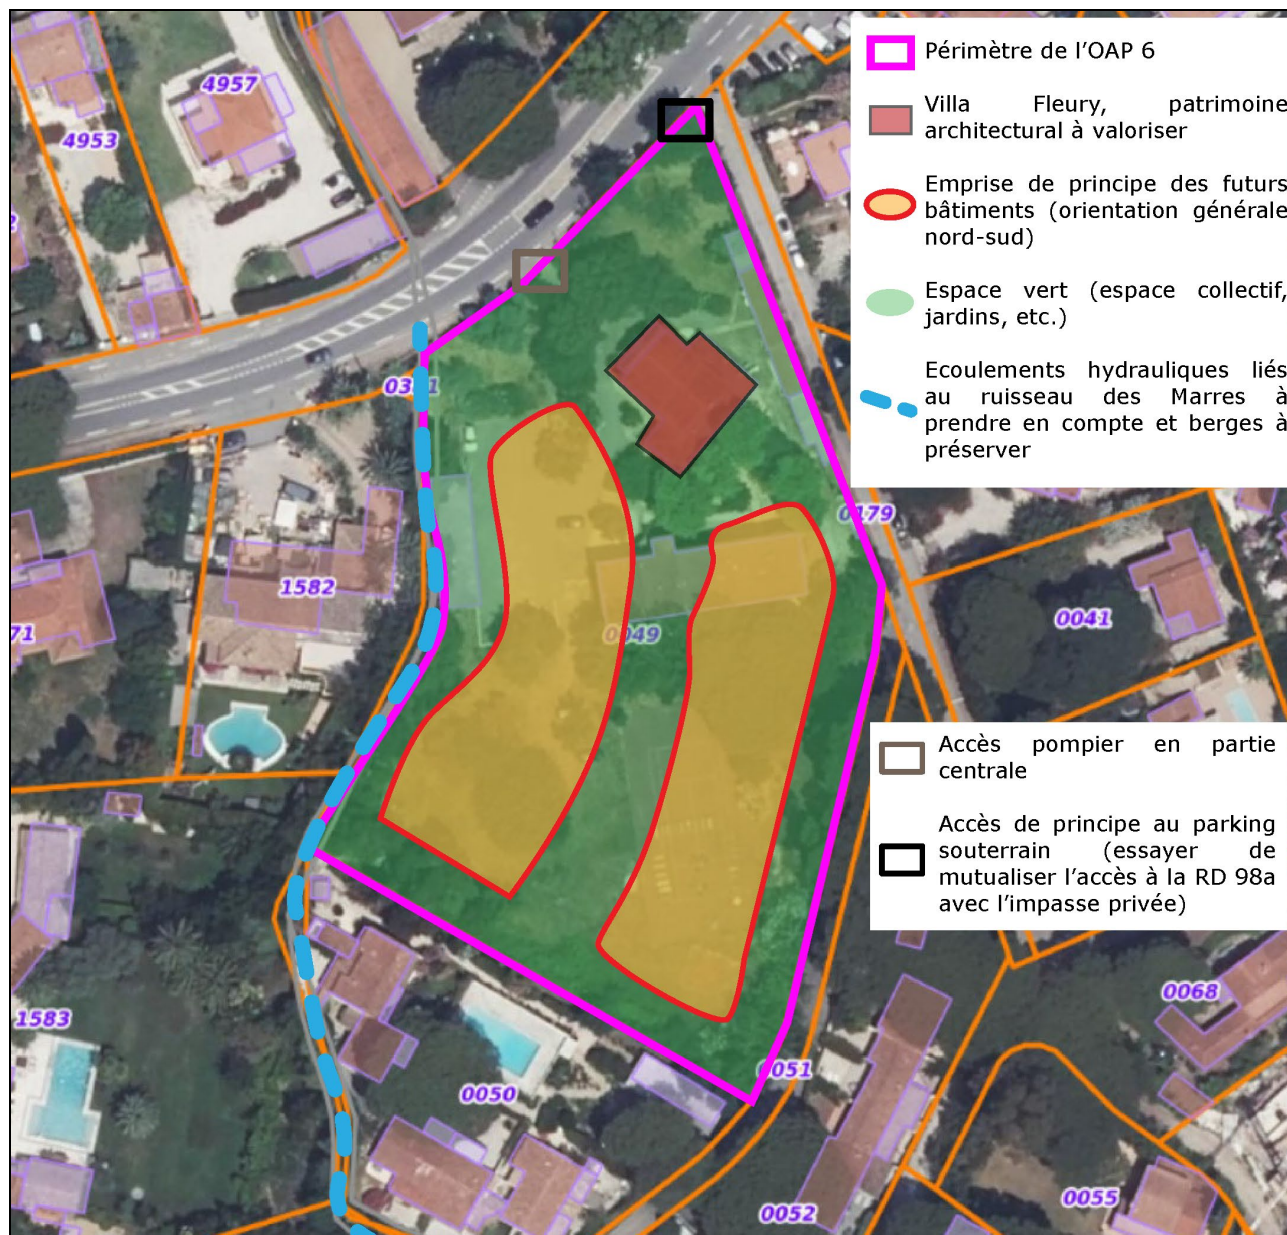 Périmètre de l'OAP 6
Villa Fleury, patrimoine
architectural à valoriser
Emprise de principe des futurs
bâtiments (orientation générale
nord-sud)
Espace vert (espace collectif,
jardins, etc.)
Ecoulements hydrauliques liés
au ruisseau des Marres à
prendre en compte et berges à
préserver
4957
4953
0179
1582
0041
71
0049
Accès pompier en partie
centrale
Accès de principe au parking
souterrain (essayer de
mutualiser l'accès à la RD 98a
avec l'impasse privée)
0068
1583
0051
0050
0055
0052